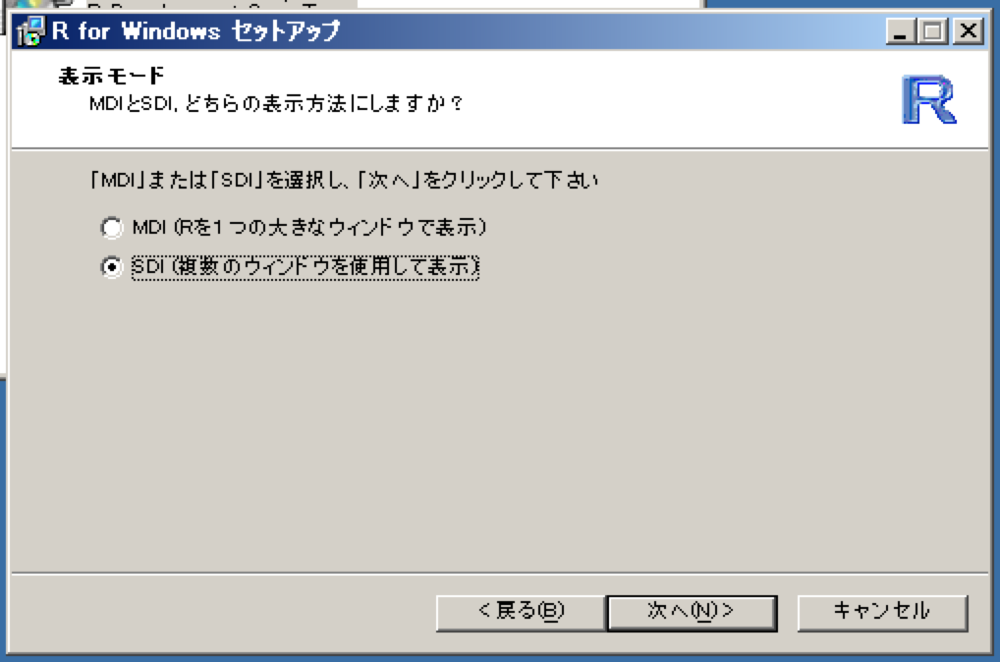 R for Windows セットアップ
表示モード
MDIとSDI, どちらの表示方法にしますか？
R
「MDI」または「SDI」を選択し、「次へ」をクリックして下さい
MDI (Rを1つの大きなウィンドウで表示)
SDI (複数のウィンドウを使用して表示)
< 戻る(B)
次へ(N) >
キャンセル